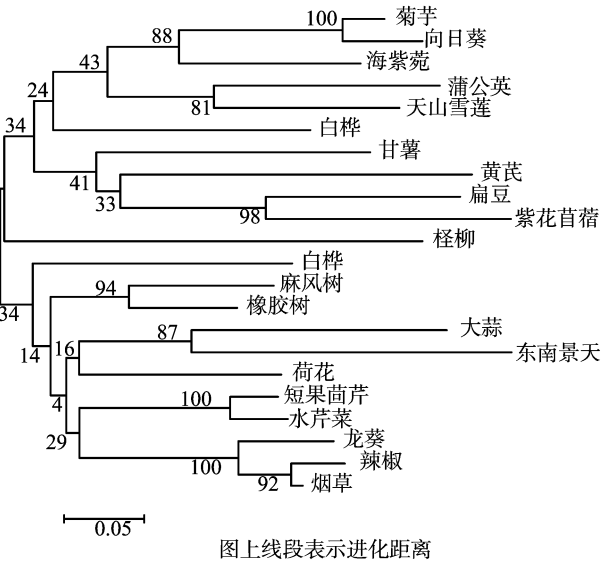 100
菊芋
88
向日葵
43
海紫菀
24
蒲公英
81
天山雪莲
34
白桦
甘薯
41
黄芪
33
扁豆
98
紫花苜蓿
柽柳
白桦
94
麻风树
34
橡胶树
87
大蒜
14
16
东南景天
荷花
4
100
短果茴芹
水芹菜
29
龙葵
100
辣椒
92
烟草
0.05
图上线段表示进化距离